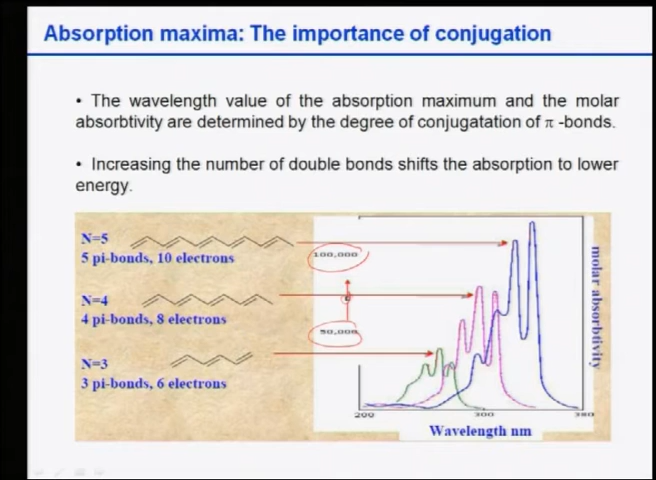 Absorption maxima: The importance of conjugation
• The wavelength value of the absorption maximum and the molar
absorbtivity are determined by the degree of conjugatation of π -bonds.
• Increasing the number of double bonds shifts the absorption to lower
energy.
N=5
5 pi-bonds, 10 electrons
100,000
N=4
4 pi-bonds, 8 electrons
50,000
N=3
3 pi-bonds, 6 electrons
molar absorbtivity
200 300 380
Wavelength nm